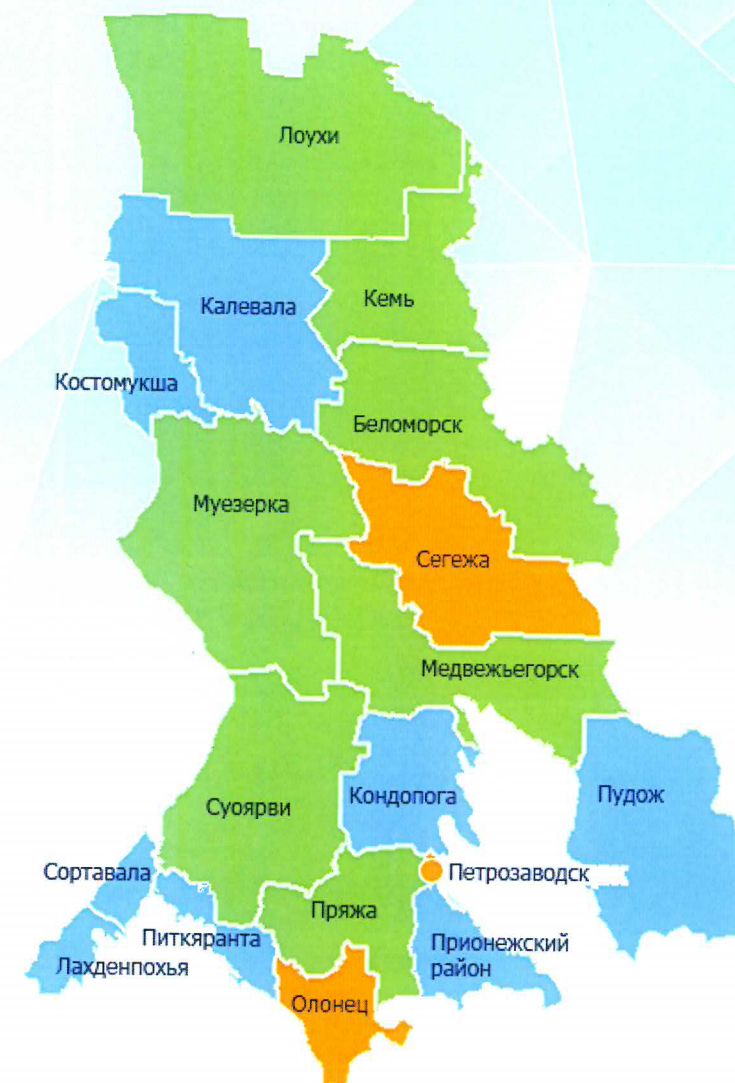 Лоухи
Калевала
Кемь
Костомукша
Беломорск
Муезерка
Сегежа
Медвежьегорск
Суоярви
Кондопога
Пудож
Сортавала
Петрозаводск
Пряжа
Питкяранта
Прионежский
район
Лахденпохья
Олонец